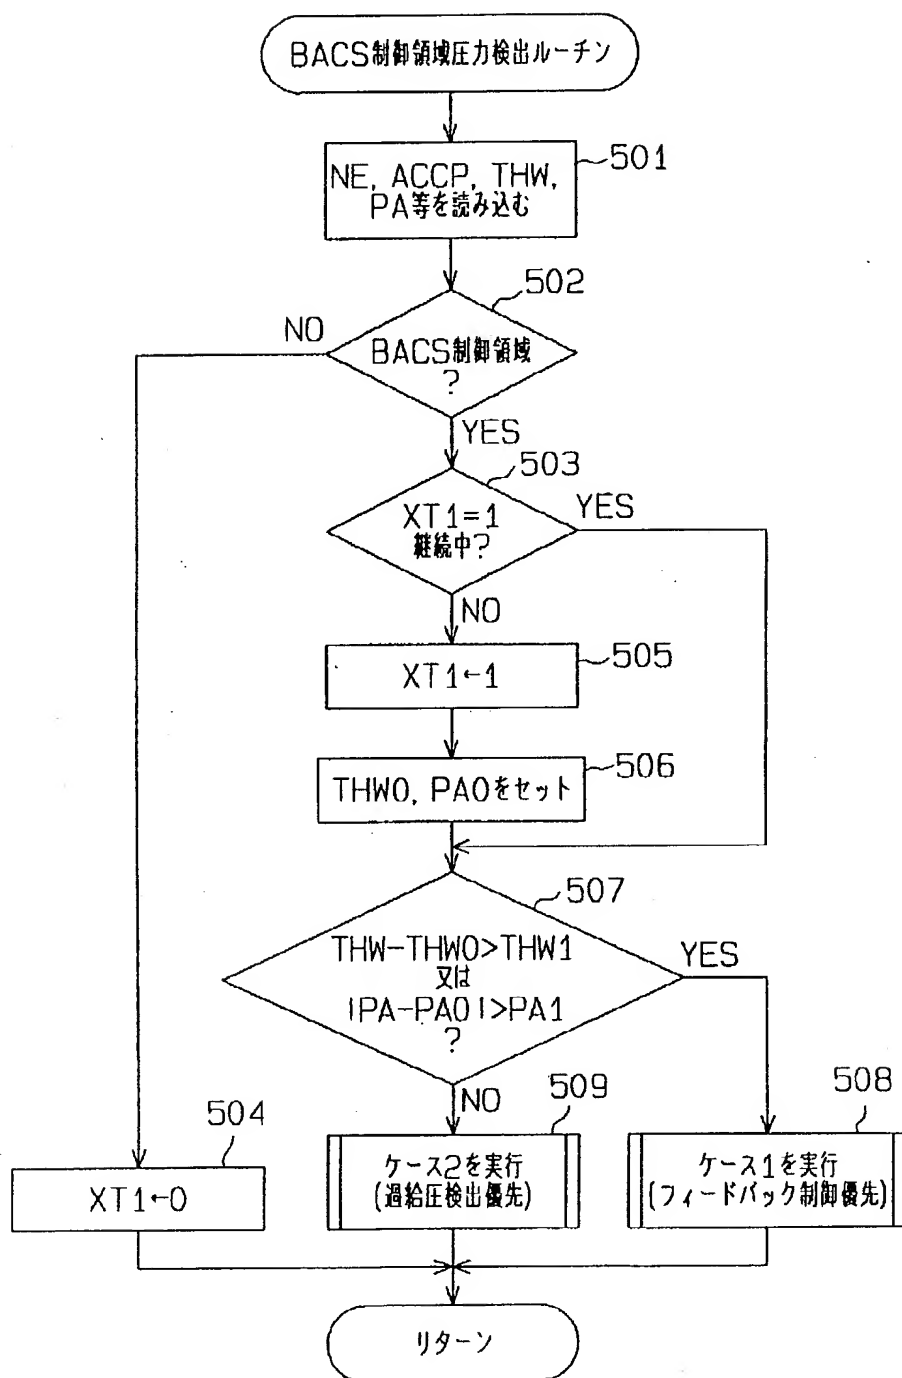 BACS制御領域圧力検出ルーチン
501
NE, ACCP, THW,
PA等を読み込む
502
NO
BACS制御領域
?
YES
503
XT1=1
継続中?
YES
NO
505
XT1←1
506
THW0, PA0をセット
507
THW-THW0>THW1
又は
|PA-PA0|>PA1
?
YES
NO
504
XT1←0
509
ケース2を実行
(過給圧検出優先)
508
ケース1を実行
(フィードバック制御優先)
リターン